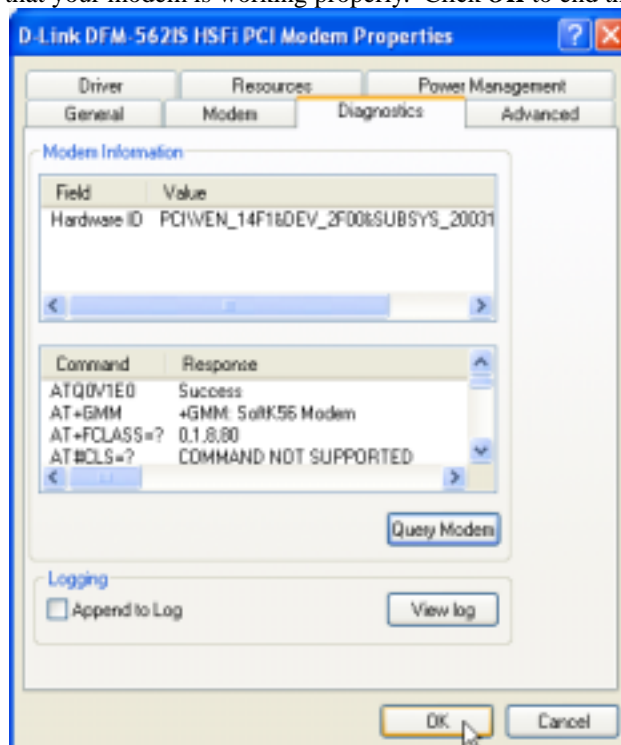 that your modem is working properly. Click OK to end th
D-Link DFM-562IS HSFi PCI Modem Properties
Driver Resources Power Management
General Modem Diagnostics Advanced
Modem Information
Field Value
Hardware ID PCI\VEN_14F1&DEV_2F00&SUBSYS_20031
Command Response
ATQ0V1E0 Success
AT+GMM +GMM: SoftK56 Modem
AT+FCLASS=? 0,1,8,80
AT#CLS=? COMMAND NOT SUPPORTED
Query Modem
Logging
Append to Log View log
OK Cancel